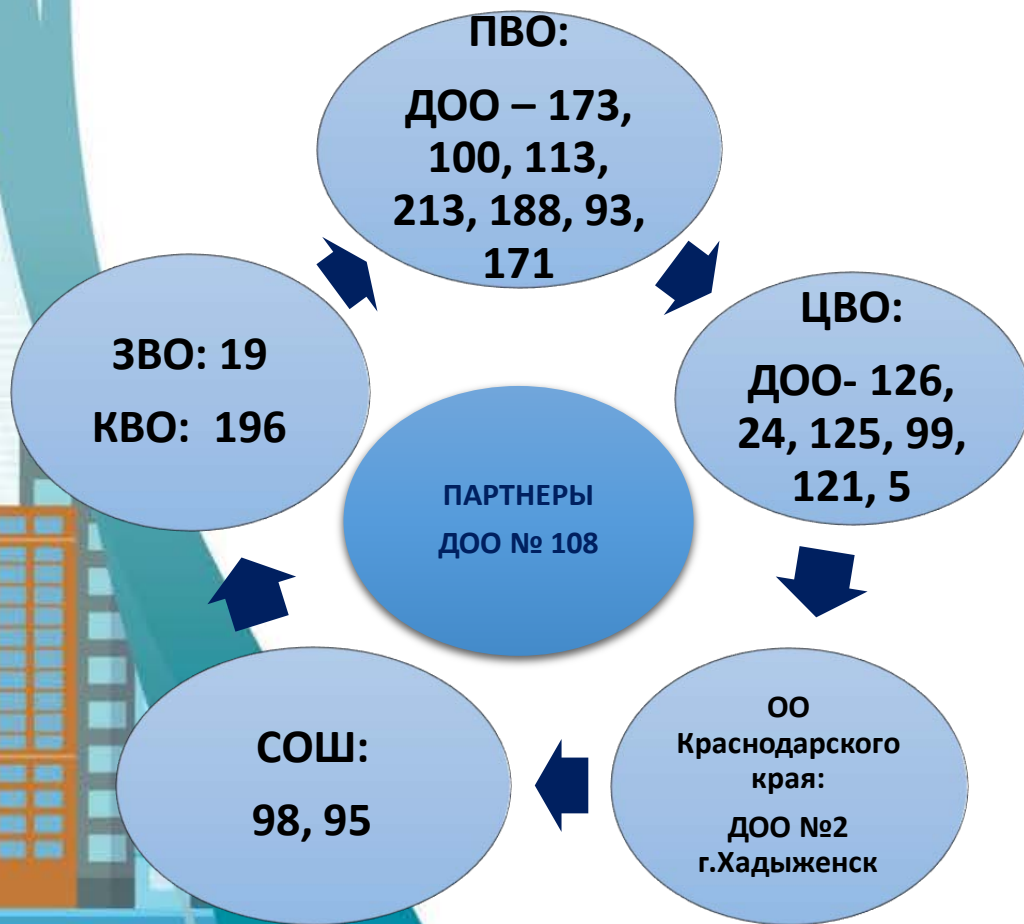 ПВО:
ДОО – 173,
100, 113,
213, 188, 93,
171
ЦВО:
ДОО- 126,
24, 125, 99,
121, 5
ОО
Краснодарского
края:
ДОО №2
г.Хадыженск
СОШ:
98, 95
ЗВО: 19
КВО: 196
ПАРТНЕРЫ
ДОО № 108